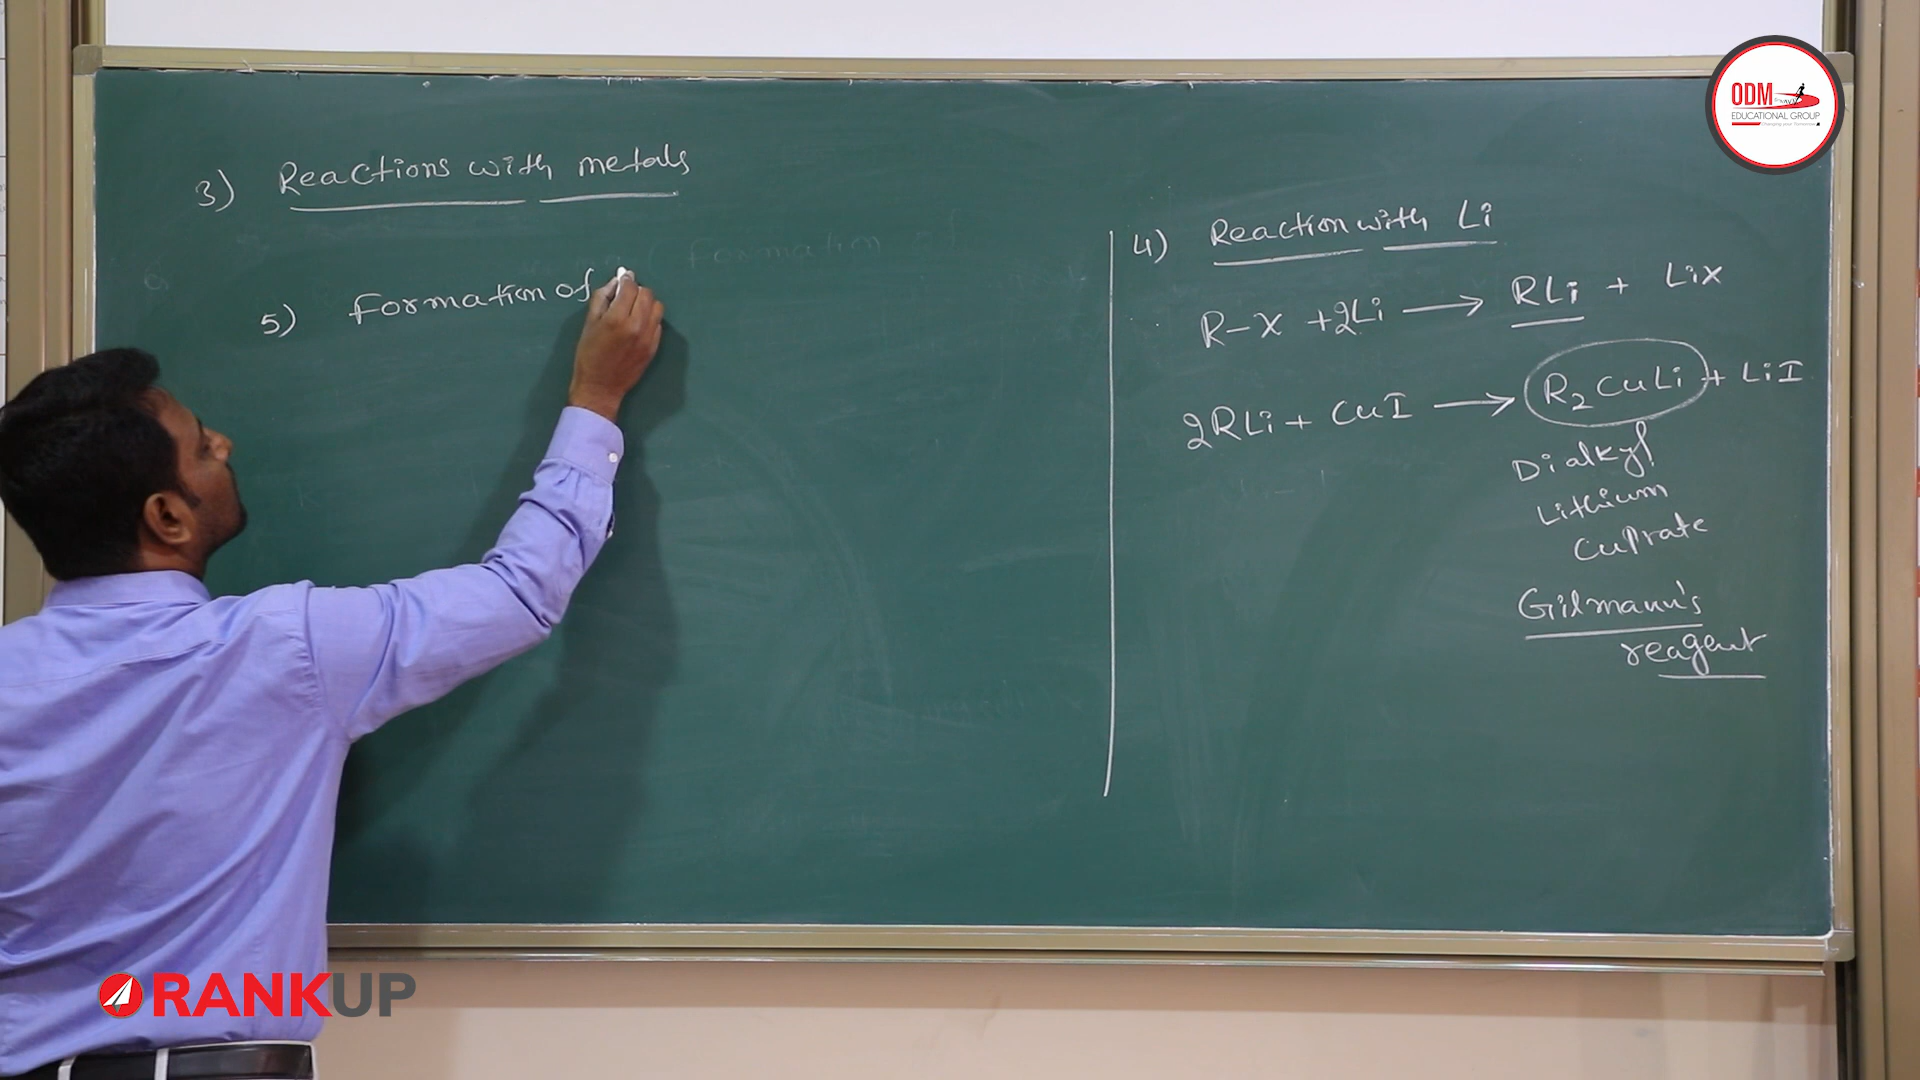 3) Reactions with metals
5) Formation of
4) Reaction with Li
R-X +2Li → RLi + LiX
2RLi + CuI → R₂CuLi + LiI
Dialkyl
Lithium
CuPrate
Gilmann's
reagent
ODM
EDUCATIONAL GROUP
RANKUP